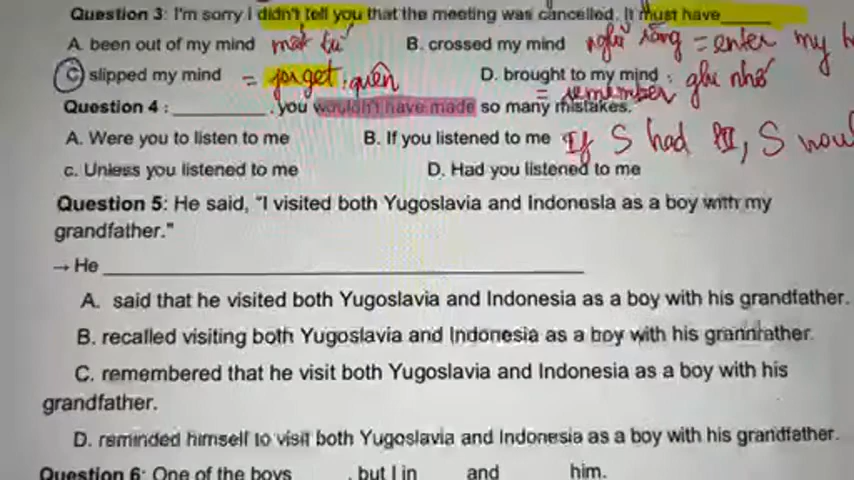 Question 3: I'm sorry I didn't tell you that the meeting was cancelled. It must have______
A. been out of my mind mất trí B. crossed my mind nghĩ rằng = enter my
C slipped my mind = forget: quên D. brought to my mind : ghi nhớ
= remember
Question 4 : __________ , you wouldn't have made so many mistakes.
A. Were you to listen to me B. If you listened to me If S had PII, S woul
c. Unless you listened to me D. Had you listened to me
Question 5: He said, "I visited both Yugoslavia and Indonesia as a boy with my
grandfather."
→ He ____________________
A. said that he visited both Yugoslavia and Indonesia as a boy with his grandfather.
B. recalled visiting both Yugoslavia and Indonesia as a boy with his grandfather.
C. remembered that he visit both Yugoslavia and Indonesia as a boy with his
grandfather.
D. reminded himself to visit both Yugoslavia and Indonesia as a boy with his grandfather.
Question 6: One of the boys ______, but I in ____ and ____ him.